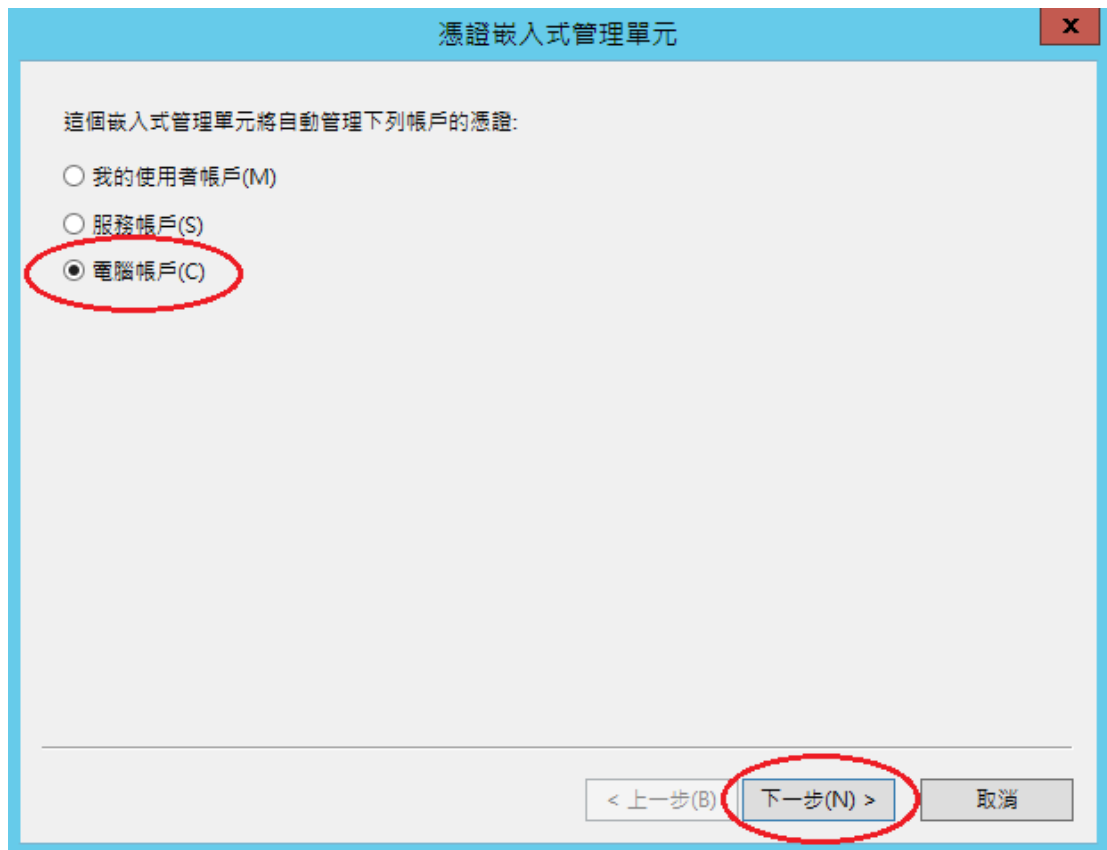 憑證嵌入式管理單元
x
這個嵌入式管理單元將自動管理下列帳戶的憑證:
我的使用者帳戶(M)
服務帳戶(S)
電腦帳戶(C)
< 上一步(B) 下一步(N) > 取消